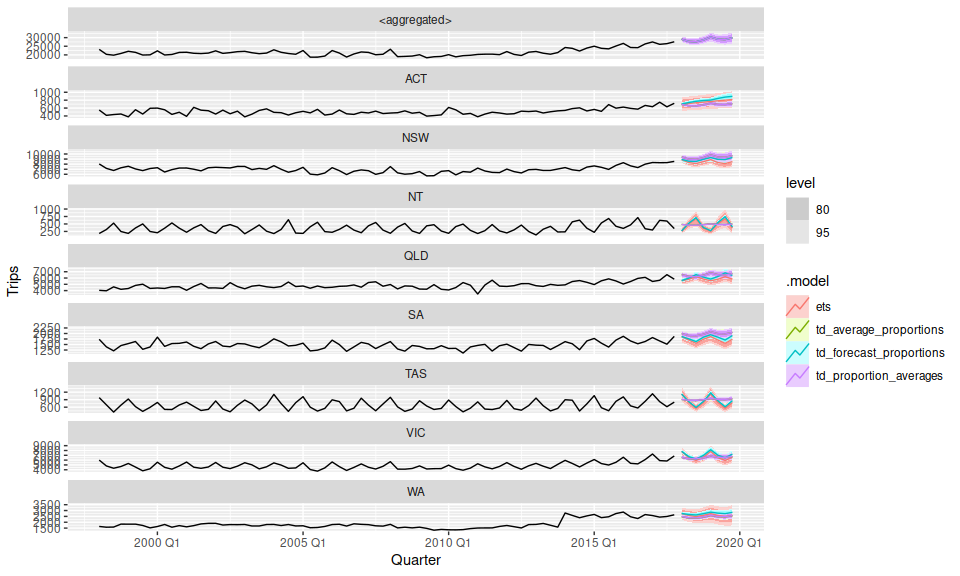 <aggregated>
30000
25000
20000
ACT
1000
800
600
400
NSW
10000
9000
8000
7000
6000
NT
1000
750
500
250
QLD
7000
6000
5000
4000
SA
2250
2000
1750
1500
1250
TAS
1200
900
600
VIC
9000
8000
7000
6000
5000
4000
WA
3500
3000
2500
2000
1500
2000 Q1
2005 Q1
2010 Q1
2015 Q1
2020 Q1
Quarter
Trips
level
80
95
.model
ets
td_average_proportions
td_forecast_proportions
td_proportion_averages